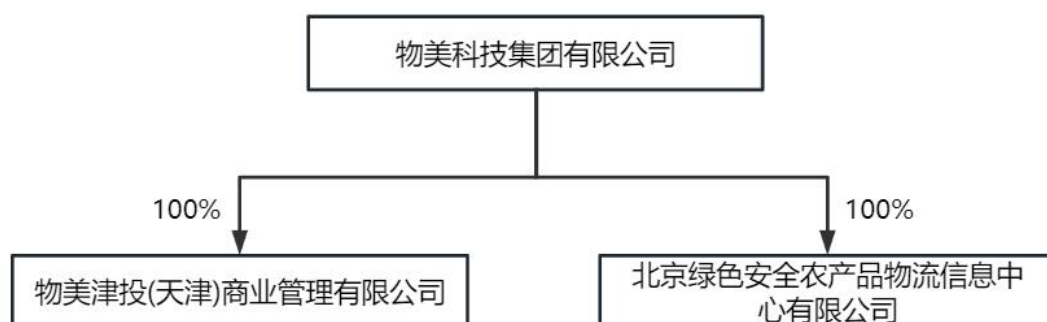 物美科技集团有限公司
100%
100%
物美津投(天津)商业管理有限公司
北京绿色安全农产品物流信息中
心有限公司